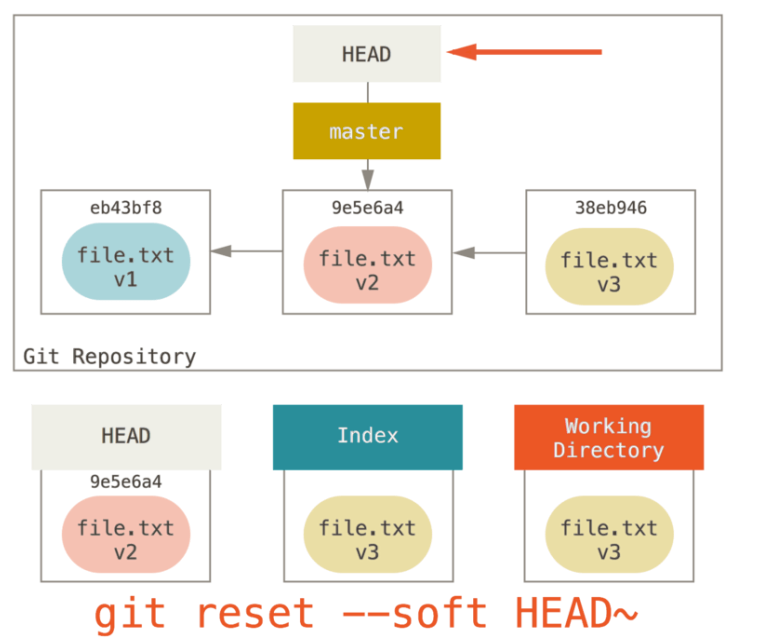 HEAD
master
eb43bf8
9e5e6a4
38eb946
file.txt
v1
file.txt
v2
file.txt
v3
Git Repository
HEAD
Index
Working
Directory
9e5e6a4
file.txt
v2
file.txt
v3
file.txt
v3
git reset --soft HEAD~